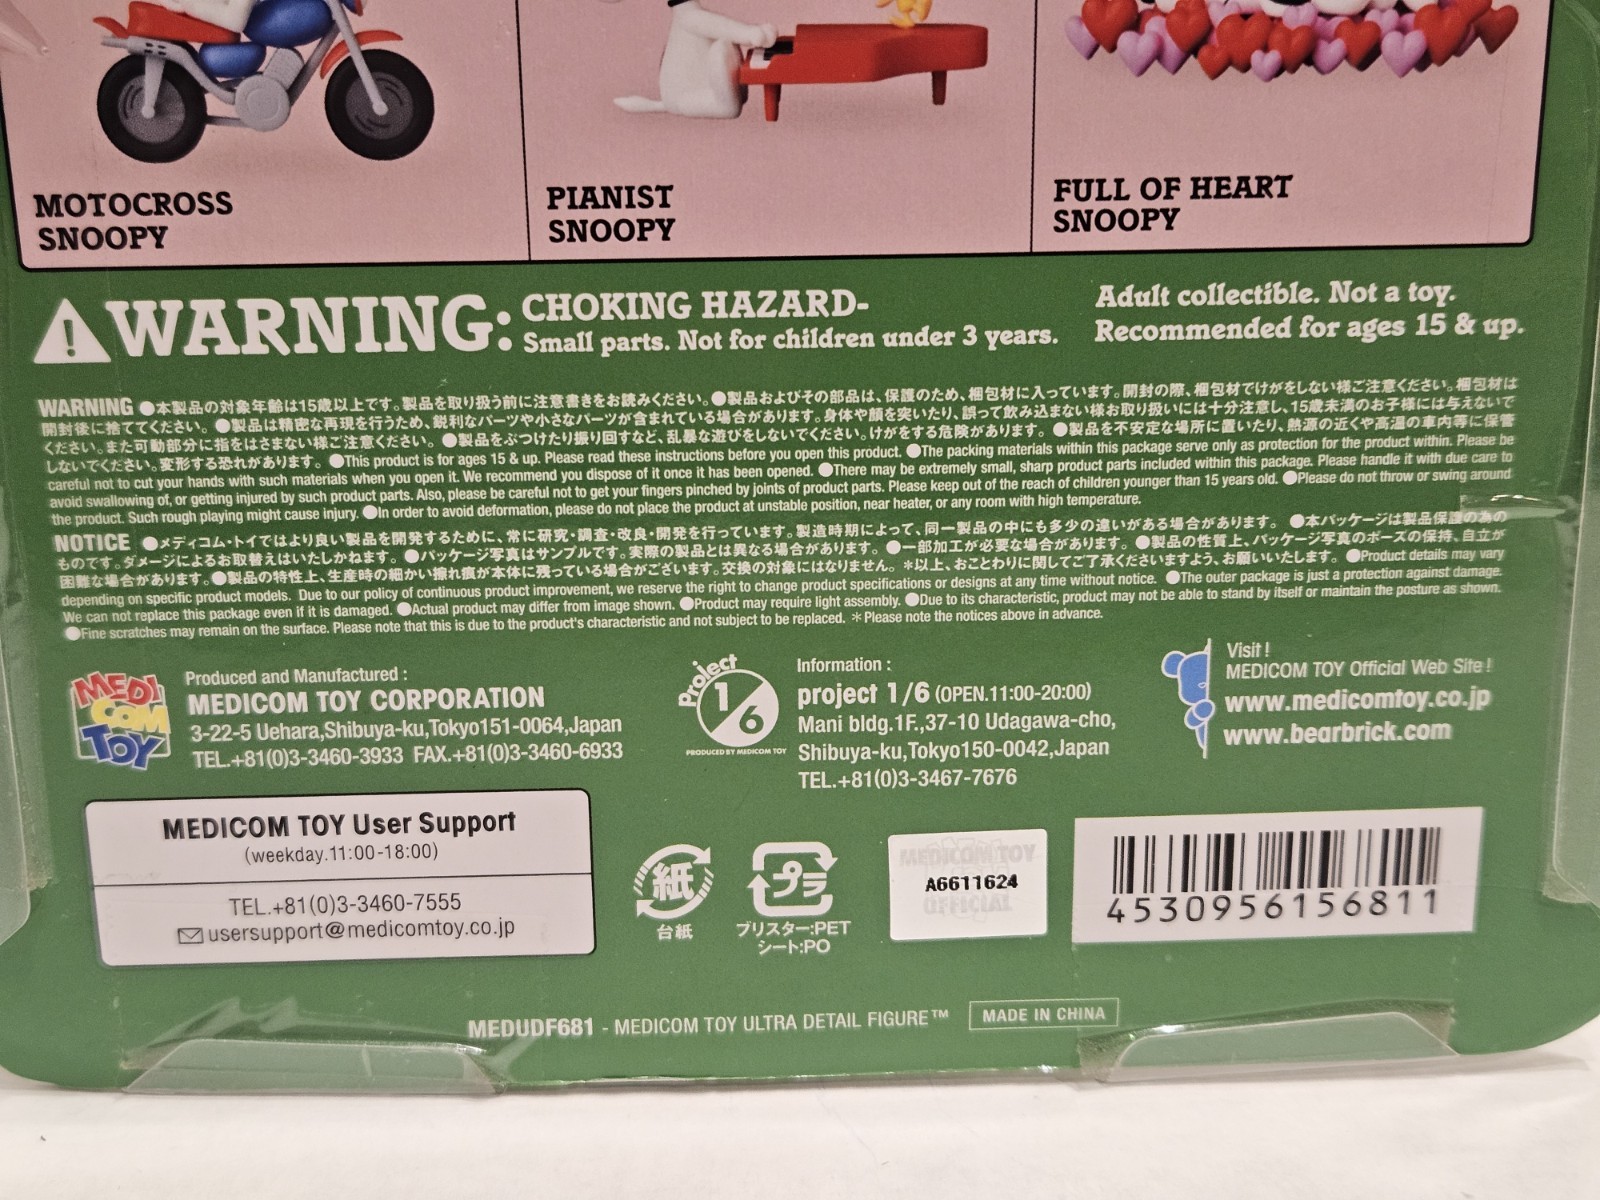 MOTOCROSS
SNOOPY
PIANIST
SNOOPY
FULL OF HEART
SNOOPY
WARNING: CHOKING HAZARD-
Small parts. Not for children under 3 years.
Adult collectible. Not a toy.
Recommended for ages 15 & up.
WARNING ●本製品の対象年齢は15歳以上です。製品を取り扱う前に注意書きをお読みください。●製品およびその部品は、保護のため、梱包材に入っています。開封の際、梱包材でけがをしない様ご注意ください。梱包材は
開封後に捨ててください。●製品は精密な再現を行うため、鋭利なパーツや小さなパーツが含まれている場合があります。身体や顔を突いたり、誤って飲み込まない様お取り扱いには十分注意し、15歳未満のお子様には与えないで
ください。また可動部分に指をはさまない様ご注意ください。●製品をぶつけたり振り回すなど、乱暴な遊びをしないでください。けがをする危険があります。●製品を不安定な場所に置いたり、熱源の近くや高温の車内等に保管
しないでください。変形する恐れがあります。●This product is for ages 15 & up. Please read these instructions before you open this product. ●The packing materials within this package serve only as protection for the product within. Please be
careful not to cut your hands with such materials when you open it. We recommend you dispose of it once it has been opened. ●There may be extremely small, sharp product parts included within this package. Please handle it with due care to
avoid swallowing of, or getting injured by such product parts. Also, please be careful not to get your fingers pinched by joints of product parts. Please keep out of the reach of children younger than 15 years old. ●Please do not throw or swing around
the product. Such rough playing might cause injury. ●In order to avoid deformation, please do not place the product at unstable position, near heater, or any room with high temperature.
NOTICE ●メディコム・トイではより良い製品を開発するために、常に研究・調査・改良・開発を行っています。製造時期によって、同一製品の中にも多少の違いがある場合があります。●本パッケージは製品保護の為の
ものです。ダメージによるお取替えはいたしかねます。●パッケージ写真はサンプルです。実際の製品とは異なる場合があります。●一部加工が必要な場合があります。●製品の性質上、パッケージ写真のポーズの保持、自立が
困難な場合があります。●製品の特性上、生産時の細かい擦れ痕が本体に残っている場合がございます。交換の対象にはなりません。＊以上、おことわりに関してご了承くださいますよう、お願いいたします。●Product details may vary
depending on specific product models. Due to our policy of continuous product improvement, we reserve the right to change product specifications or designs at any time without notice. ●The outer package is just a protection against damage.
We can not replace this package even if it is damaged. ●Actual product may differ from image shown. ●Product may require light assembly. ●Due to its characteristic, product may not be able to stand by itself or maintain the posture as shown.
●Fine scratches may remain on the surface. Please note that this is due to the product's characteristic and not subject to be replaced. ＊Please note the notices above in advance.
MEDI
COM
TOY
Produced and Manufactured :
MEDICOM TOY CORPORATION
3-22-5 Uehara,Shibuya-ku,Tokyo151-0064,Japan
TEL.+81(0)3-3460-3933 FAX.+81(0)3-3460-6933
Project
1/6
PRODUCED BY MEDICOM TOY
Information :
project 1/6 (OPEN.11:00-20:00)
Mani bldg.1F.,37-10 Udagawa-cho,
Shibuya-ku,Tokyo150-0042,Japan
TEL.+81(0)3-3467-7676
Visit !
MEDICOM TOY Official Web Site !
www.medicomtoy.co.jp
www.bearbrick.com
MEDICOM TOY User Support
(weekday.11:00-18:00)
TEL.+81(0)3-3460-7555
usersupport@medicomtoy.co.jp
紙
台紙
プラ
ブリスター:PET
シート:PO
MEDICOM TOY
A6611624
OFFICIAL
4530956156811
MEDUDF681 - MEDICOM TOY ULTRA DETAIL FIGURE™
MADE IN CHINA